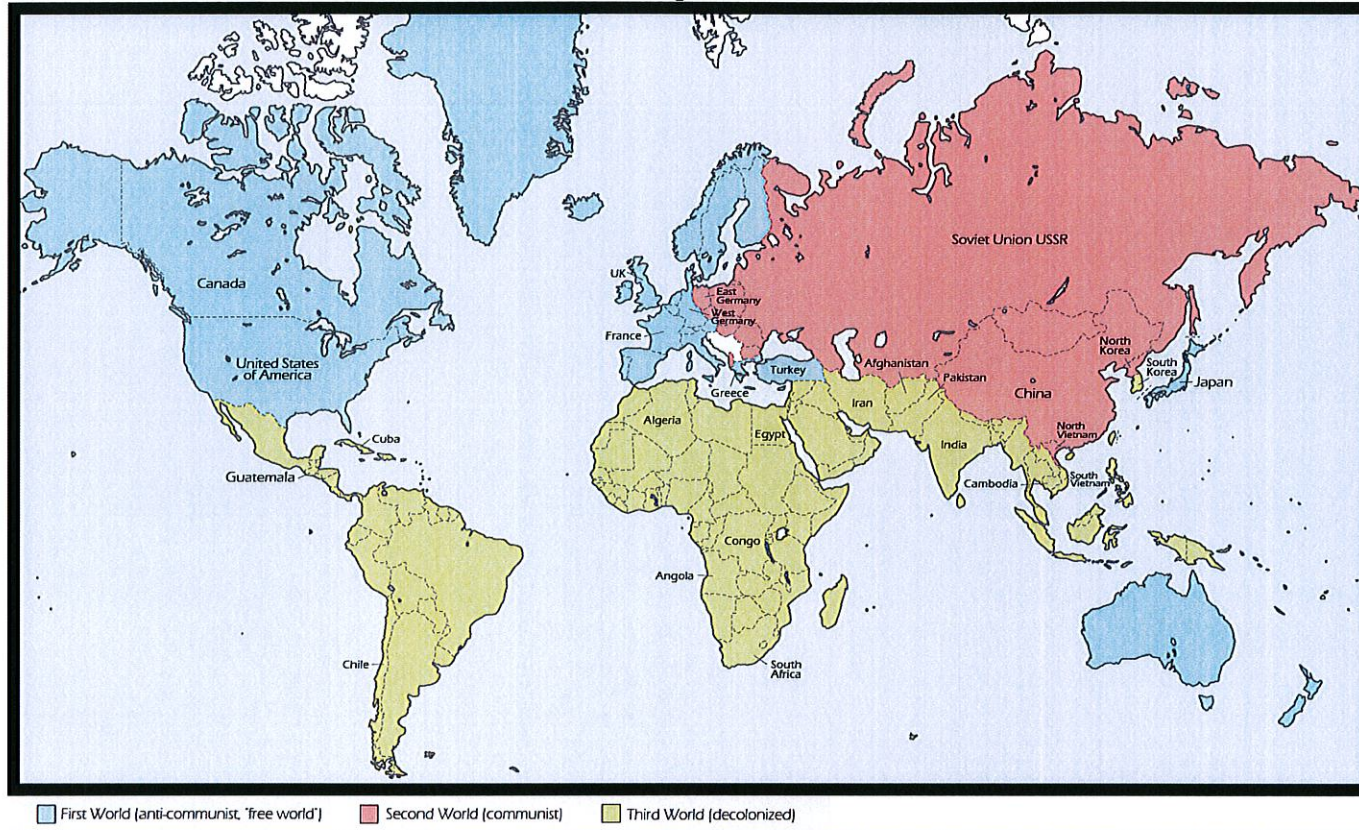 Soviet Union USSR
Canada
UK
East
Germany
West
Germany
France
United States
of America
Turkey
Greece
Afghanistan
Pakistan
North
Korea
South
Korea
Japan
China
Iran
Algeria
Egypt
India
North
Vietnam
Cuba
Guatemala
Cambodia
South
Vietnam
Congo
Angola
Chile
South
Africa
First World (anti-communist, "free world")
Second World (communist)
Third World (decolonized)